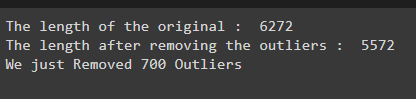 The length of the original :  6272
The length after removing the outliers :  5572
We just Removed 700 Outliers